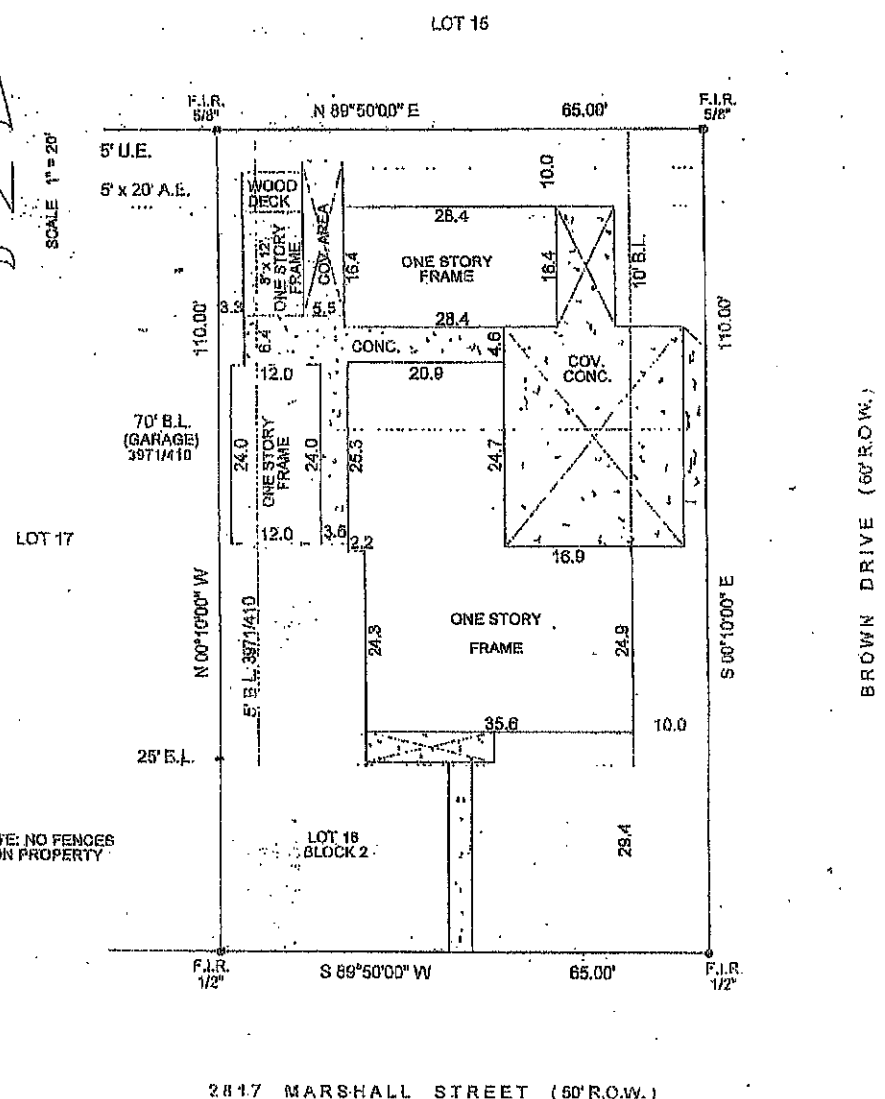 LOT 15
F.I.R.
5/8"
N 89°50'00" E
65.00'
F.I.R.
5/8"
SCALE 1" = 20'
5' U.E.
5' x 20' A.E.
WOOD
DECK
COV. AREA
8' x 12'
ONE STORY
FRAME
28.4
10.0
16.4
ONE STORY
FRAME
16.4
10' B.L.
110.00'
3.3
5.5
28.4
110.00'
6.4
CONC.
4.6
COV.
CONC.
12.0
20.9
70' B.L.
(GARAGE)
3971/410
24.0
ONE STORY
FRAME
24.0
25.3
24.7
12.0
3.6
2.2
16.9
LOT 17
N 00°10'00" W
5' B.L. 3971/410
24.3
ONE STORY
FRAME
24.9
S 00°10'00" E
BROWN DRIVE (60' R.O.W.)
35.6
10.0
25' B.L.
TE: NO FENCES
ON PROPERTY
LOT 16
BLOCK 2
29.4
F.I.R.
1/2"
S 89°50'00" W
65.00'
F.I.R.
1/2"
2817 MARSHALL STREET (50' R.O.W.)